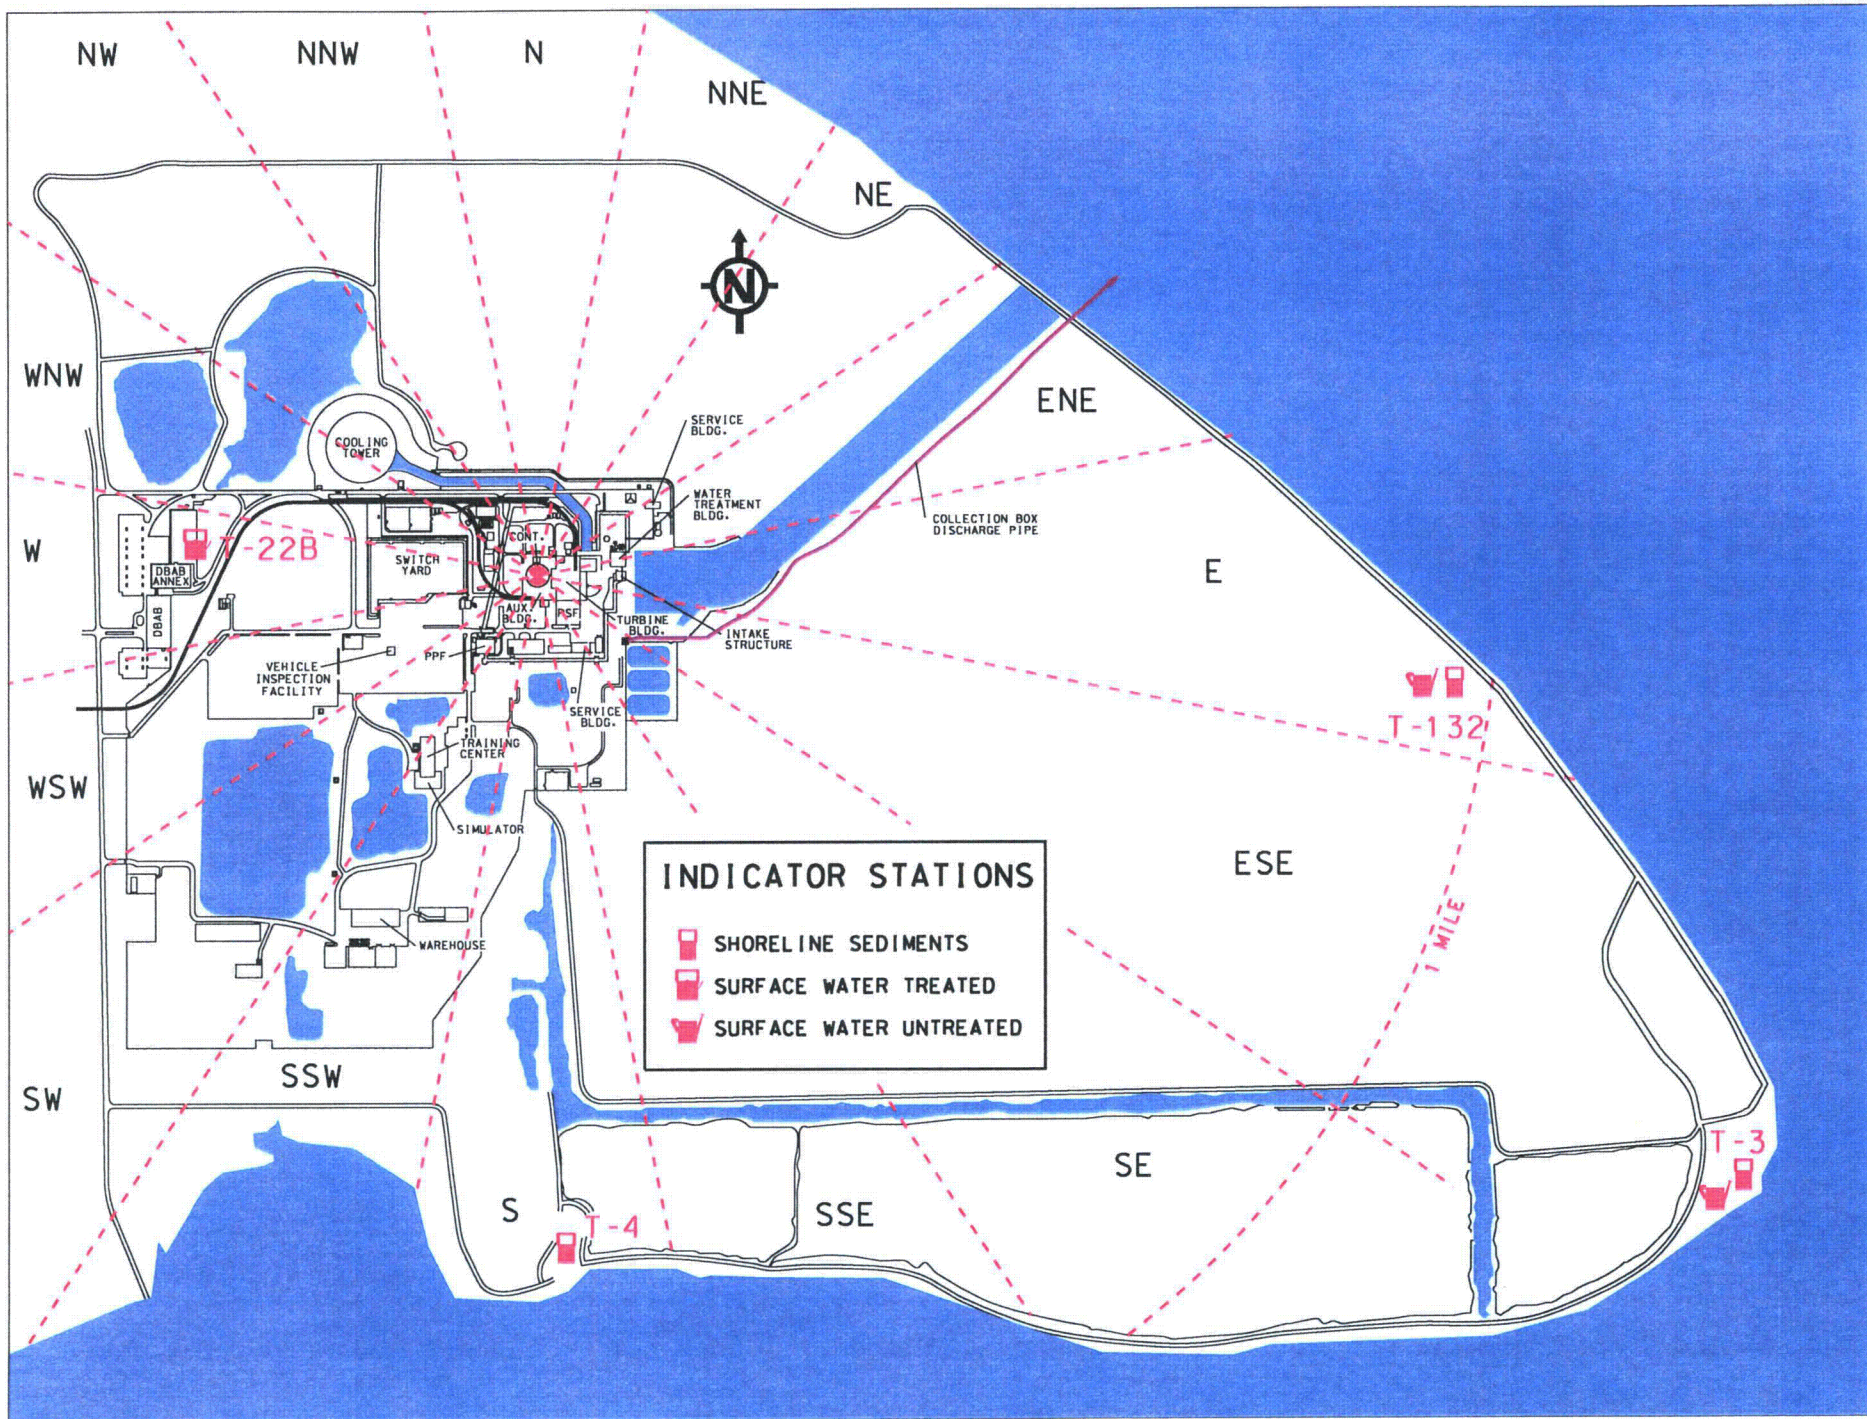 NW
NNW
N
NNE
NE
N
WNW
ENE
SERVICE
BLDG.
COOLING
TOWER
WATER
TREATMENT
BLDG.
COLLECTION BOX
DISCHARGE PIPE
CONT.
W
T-22B
SWITCH
YARD
E
DBAB
ANNEX
AUX.
BLDG.
PSF
TURBINE
BLDG.
DBAB
INTAKE
STRUCTURE
PPF
VEHICLE
INSPECTION
FACILITY
SERVICE
BLDG.
T-132
TRAINING
CENTER
WSW
SIMULATOR
INDICATOR STATIONS
SHORELINE SEDIMENTS
SURFACE WATER TREATED
SURFACE WATER UNTREATED
ESE
1 MILE
WAREHOUSE
SSW
SW
T-3
SE
S
T-4
SSE